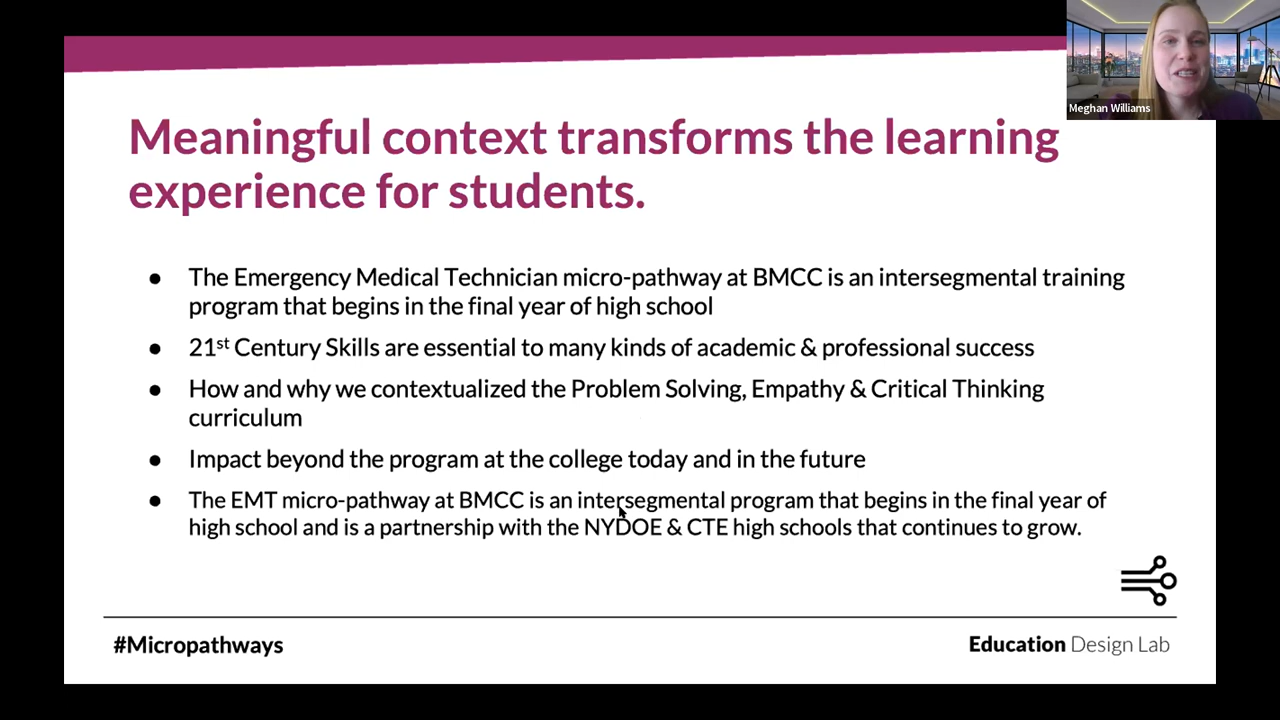 Meghan Williams
Meaningful context transforms the learning
experience for students.
● The Emergency Medical Technician micro-pathway at BMCC is an intersegmental training
program that begins in the final year of high school
● 21st Century Skills are essential to many kinds of academic & professional success
● How and why we contextualized the Problem Solving, Empathy & Critical Thinking
curriculum
● Impact beyond the program at the college today and in the future
● The EMT micro-pathway at BMCC is an intersegmental program that begins in the final year of
high school and is a partnership with the NYDOE & CTE high schools that continues to grow.
#Micropathways
Education Design Lab